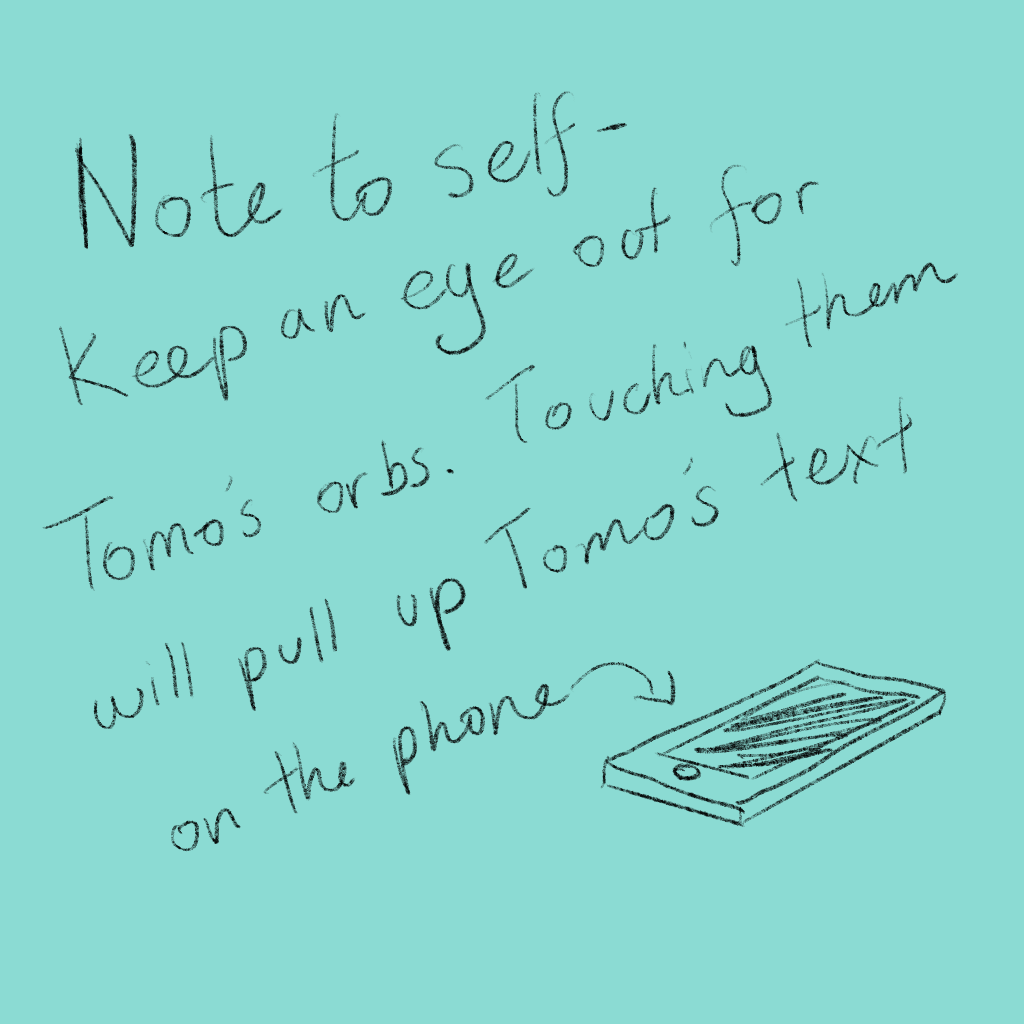 Note to self-
Keep an eye out for
Tomo's orbs. Touching them
will pull up Tomo's text
on the phone